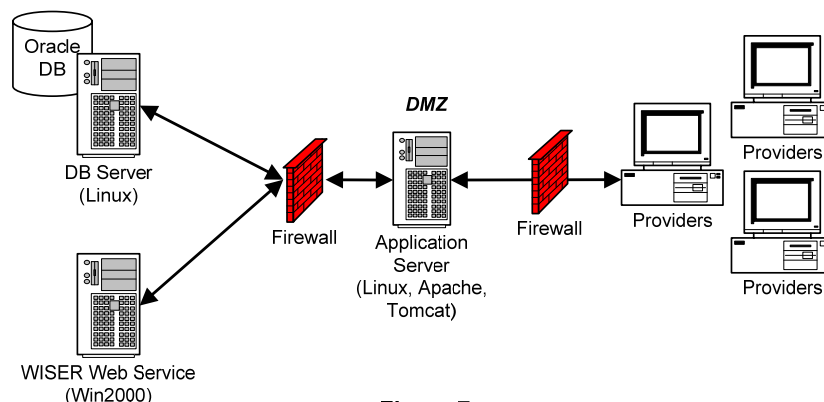 Oracle
DB
DB Server
(Linux)
WISER Web Service
(Win2000)
Firewall
DMZ
Application
Server
(Linux, Apache,
Tomcat)
Firewall
Providers
Providers
Providers